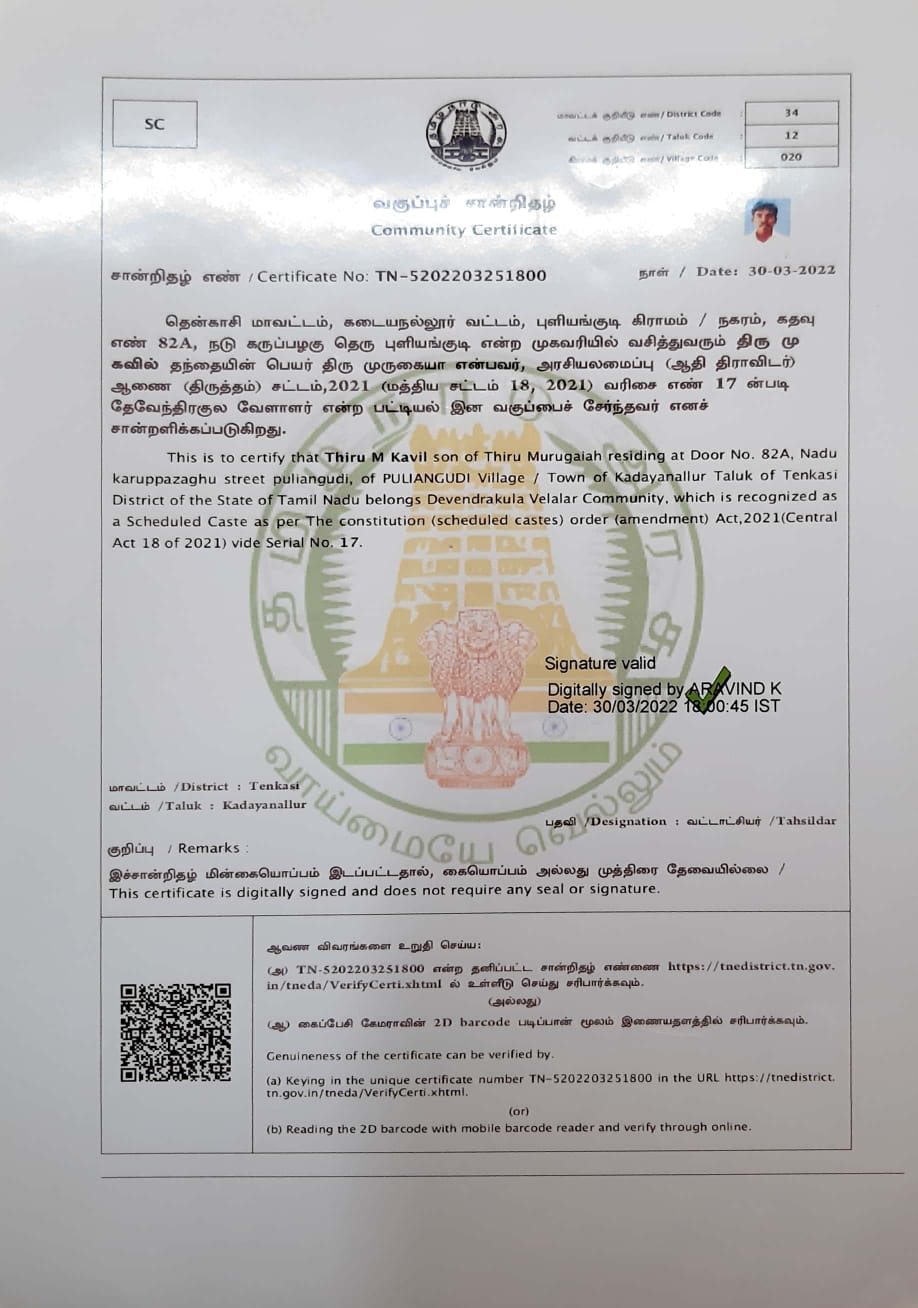 SC
மாவட்டக் குறியீடு எண்/ District Code : 34
வட்டக் குறியீடு எண்/ Taluk Code : 12
கிராமக் குறியீடு எண்/ Village Code : 020
வகுப்புச் சான்றிதழ்
Community Certificate
சான்றிதழ் எண் / Certificate No: TN-5202203251800
நாள் / Date: 30-03-2022
தென்காசி மாவட்டம், கடையநல்லூர் வட்டம், புளியங்குடி கிராமம் / நகரம், கதவு
எண் 82A, நடு கருப்பழகு தெரு புளியங்குடி என்ற முகவரியில் வசித்துவரும் திரு மு
கவில் தந்தையின் பெயர் திரு முருகையா என்பவர், அரசியலமைப்பு (ஆதி திராவிடர்)
ஆணை (திருத்தம்) சட்டம்,2021 (மத்திய சட்டம் 18, 2021) வரிசை எண் 17 ன்படி
தேவேந்திரகுல வேளாளர் என்ற பட்டியல் இன வகுப்பைச் சேர்ந்தவர் எனச்
சான்றளிக்கப்படுகிறது.
This is to certify that Thiru M Kavil son of Thiru Murugaiah residing at Door No. 82A, Nadu
karuppazaghu street puliangudi, of PULIANGUDI Village / Town of Kadayanallur Taluk of Tenkasi
District of the State of Tamil Nadu belongs Devendrakula Velalar Community, which is recognized as
a Scheduled Caste as per The constitution (scheduled castes) order (amendment) Act,2021(Central
Act 18 of 2021) vide Serial No. 17.
தமிழ்நாடு அரசு
வாய்மையே வெல்லும்
Signature valid
Digitally signed by ARAVIND K
Date: 30/03/2022 18:00:45 IST
மாவட்டம் /District : Tenkasi
வட்டம் /Taluk : Kadayanallur
பதவி /Designation : வட்டாட்சியர் /Tahsildar
குறிப்பு / Remarks :
இச்சான்றிதழ் மின்கையொப்பம் இடப்பட்டதால், கையொப்பம் அல்லது முத்திரை தேவையில்லை /
This certificate is digitally signed and does not require any seal or signature.
ஆவண விவரங்களை உறுதி செய்ய:
(அ) TN-5202203251800 என்ற தனிப்பட்ட சான்றிதழ் எண்ணை https://tnedistrict.tn.gov.
in/tneda/VerifyCerti.xhtml ல் உள்ளீடு செய்து சரிபார்க்கவும்.
(அல்லது)
(ஆ) கைப்பேசி கேமராவின் 2D barcode படிப்பான் மூலம் இணையதளத்தில் சரிபார்க்கவும்.
Genuineness of the certificate can be verified by.
(a) Keying in the unique certificate number TN-5202203251800 in the URL https://tnedistrict.
tn.gov.in/tneda/VerifyCerti.xhtml.
(or)
(b) Reading the 2D barcode with mobile barcode reader and verify through online.